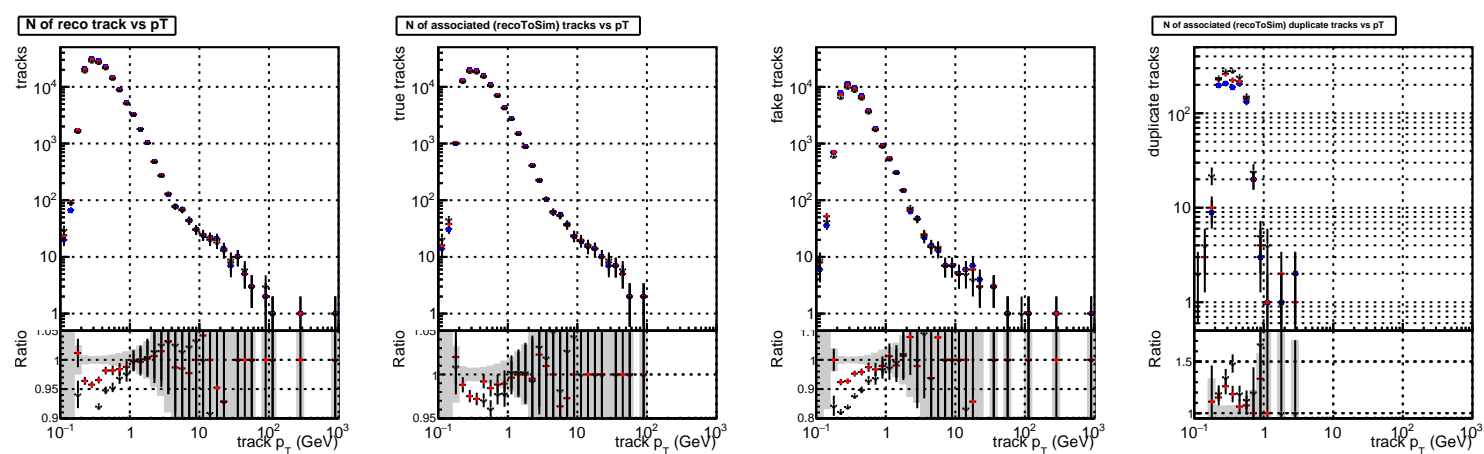 N of reco track vs pT
tracks
10^4
10^3
10^2
10
1
Ratio
1.05
1
0.95
0.9
10^-1 1 10 10^2 10^3
track p_T (GeV)
N of associated (recoToSim) tracks vs pT
true tracks
10^4
10^3
10^2
10
1
Ratio
1.05
1
0.95
10^-1 1 10 10^2 10^3
track p_T (GeV)
fake tracks
10^4
10^3
10^2
10
1
Ratio
1.1
1
0.9
0.8
10^-1 1 10 10^2 10^3
track p_T (GeV)
N of associated (recoToSim) duplicate tracks vs pT
duplicate tracks
10^2
10
1
Ratio
1.5
1
10^-1 1 10 10^2 10^3
track p_T (GeV)